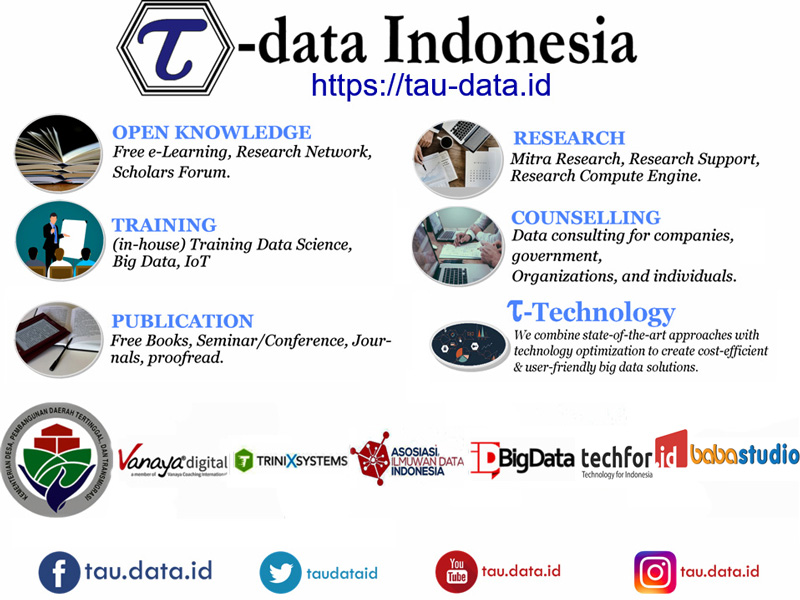 τ-data Indonesia
https://tau-data.id
OPEN KNOWLEDGE
Free e-Learning, Research Network,
Scholars Forum.
RESEARCH
Mitra Research, Research Support,
Research Compute Engine.
TRAINING
(in-house) Training Data Science,
Big Data, IoT
COUNSELLING
Data consulting for companies,
government,
Organizations, and individuals.
PUBLICATION
Free Books, Seminar/Conference, Jour-
nals, proofread.
τ-Technology
We combine state-of-the-art approaches with
technology optimization to create cost-efficient
& user-friendly big data solutions.
KEMENTERIAN DESA, PEMBANGUNAN DAERAH TERTINGGAL, DAN TRANSMIGRASI
Vanaya digital
a member of Vanaya Coaching International
T TRINIXSYSTEMS
ASOSIASI
ILMUWAN DATA
INDONESIA
iD BigData
techfor.id
Technology for Indonesia
babastudio
f tau.data.id
taudataid
You
Tube
tau.data.id
tau.data.id